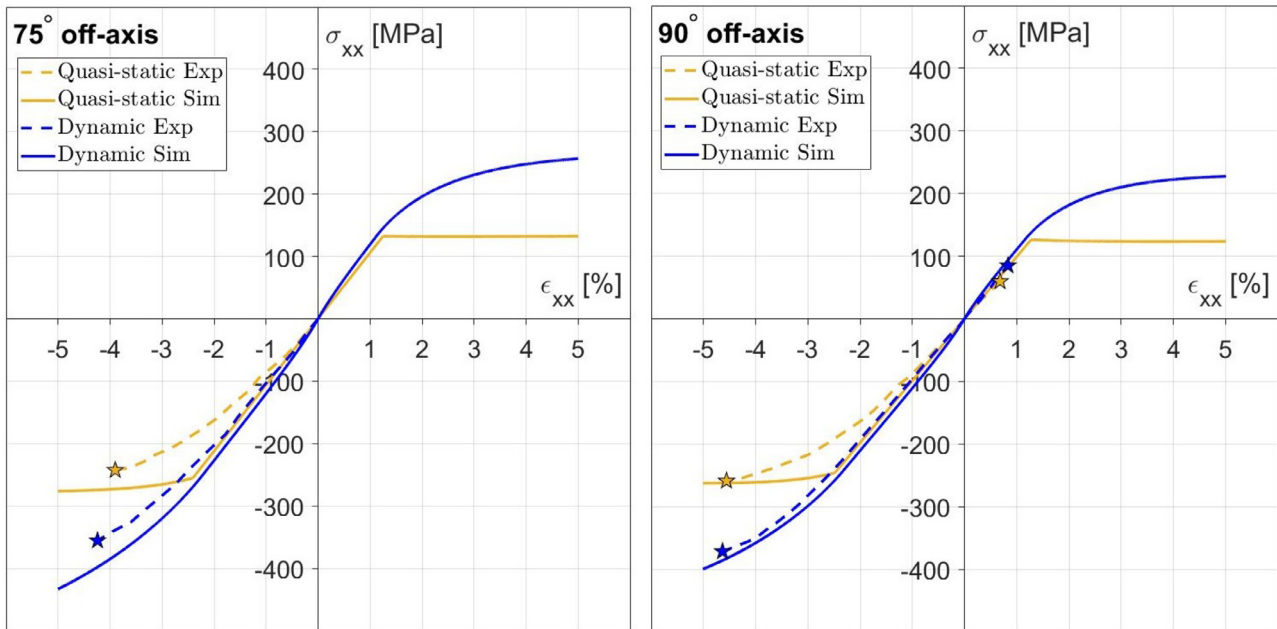 75° off-axis
σxx [MPa]
Quasi-static Exp
Quasi-static Sim
Dynamic Exp
Dynamic Sim
400
300
200
100
ϵxx [%]
-5 -4 -3 -2 -1 1 2 3 4 5
-100
-200
-300
-400
90° off-axis
σxx [MPa]
Quasi-static Exp
Quasi-static Sim
Dynamic Exp
Dynamic Sim
400
300
200
100
ϵxx [%]
-5 -4 -3 -2 -1 1 2 3 4 5
-100
-200
-300
-400